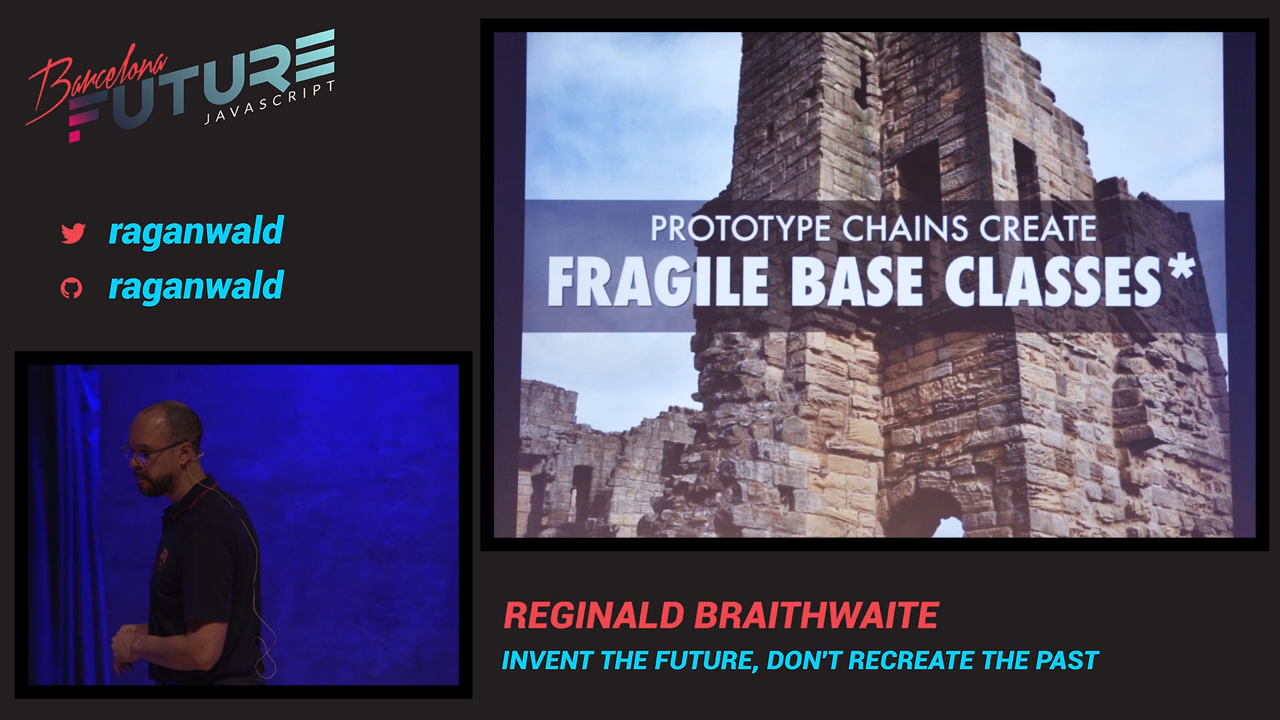 Barcelona
FUTURE
JAVASCRIPT
raganwald
raganwald
PROTOTYPE CHAINS CREATE
FRAGILE BASE CLASSES*
REGINALD BRAITHWAITE
INVENT THE FUTURE, DON'T RECREATE THE PAST